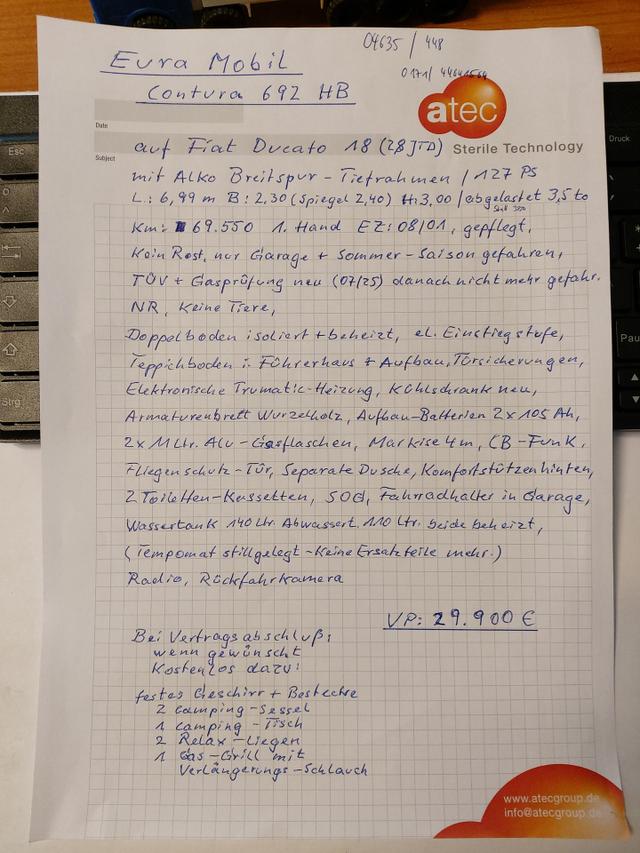 04635 / 448
0171/
Eura Mobil
Contura 692 HB
atec
Sterile Technology
Date
Subject
auf Fiat Ducato 18 (2,8 JTD)
mit Alko Breitspur-Tiefrahmen / 127 PS
L: 6,99 m B: 2,30 (Spiegel 2,40) H: 3,00 / abgelastet 3,5 to
Km: 69.550 1. Hand EZ: 08/01, gepflegt,
Kein Rost, nur Garage + Sommer-Saison gefahren,
TÜV + Gasprüfung neu (07/25) danach nicht mehr gefahr.
NR, Keine Tiere,
Doppelboden isoliert + beheizt, el. Einstiegstufe,
Teppichboden i. Führerhaus + Aufbau, Türsicherungen,
Elektronische Trumatic-Heizung, Kühlschrank neu,
Armaturenbrett Wurzelholz, Aufbau-Batterien 2x105 Ah,
2x 11 Ltr. Alu-Gasflaschen, Markise 4m, CB-Funk,
Fliegenschutz-Tür, Separate Dusche, Komfortstützen hinten,
2 Toiletten-Kassetten, SOG, Fahrradhalter in Garage,
Wassertank 140 Ltr. Abwassert. 110 Ltr. beide beheizt,
(Tempomat stillgelegt - Keine Ersatzteile mehr.)
Radio, Rückfahrkamera
VP: 29.900 €
Bei Vertragsabschluß,
wenn gewünscht
Kostenlos dazu:
festes Geschirr + Bestecke
2 Camping-Sessel
1 Camping-Tisch
2 Relax-Liegen
1 Gas-Grill mit
Verlängerungs-Schlauch
www.atecgroup.de
info@atecgroup.de
Esc
Strg
Druck
Pau